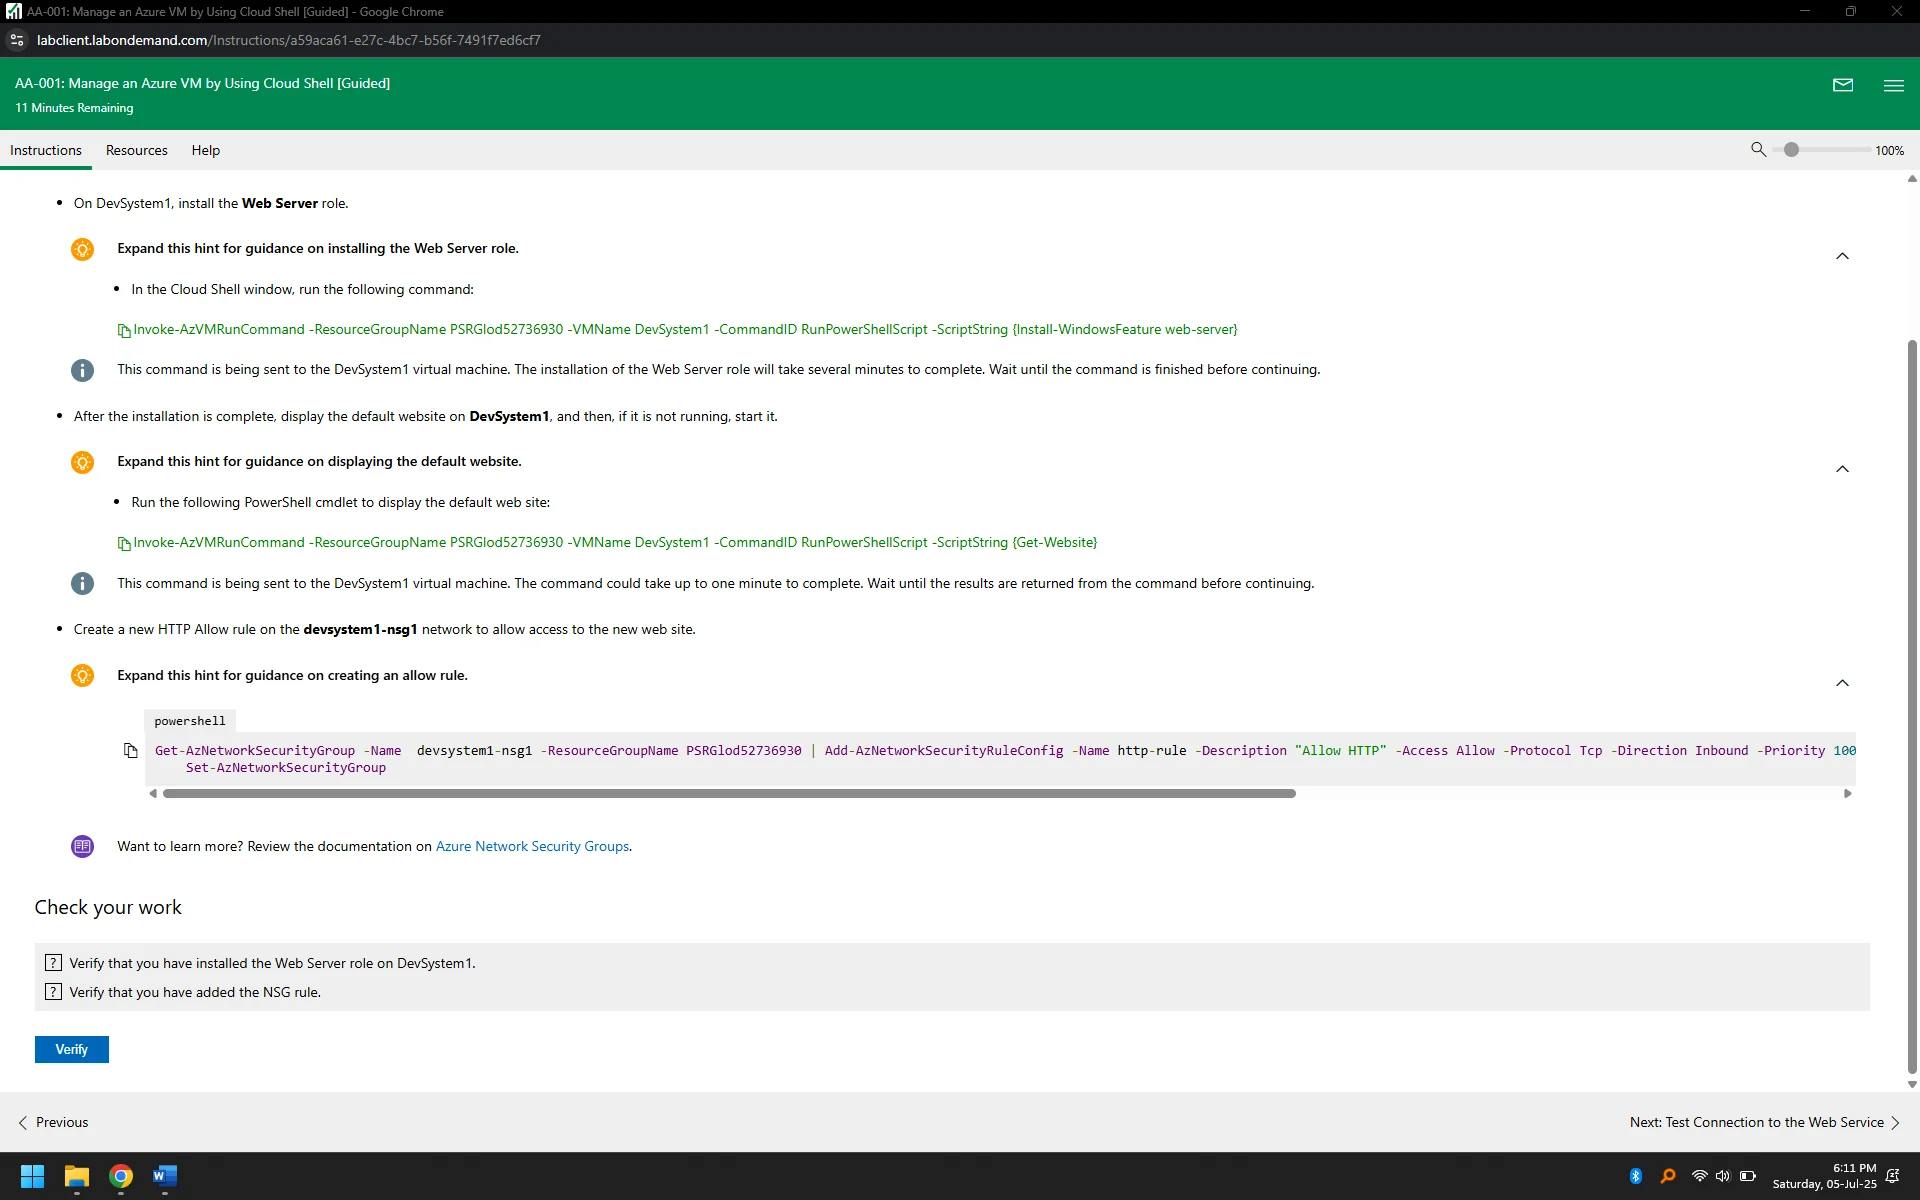 AA-001: Manage an Azure VM by Using Cloud Shell [Guided] - Google Chrome
labclient.labondemand.com/Instructions/a59aca61-e27c-4bc7-b56f-7491f7ed6cf7
AA-001: Manage an Azure VM by Using Cloud Shell [Guided]
11 Minutes Remaining
Instructions Resources Help 100%
• On DevSystem1, install the Web Server role.
Expand this hint for guidance on installing the Web Server role.
• In the Cloud Shell window, run the following command:
Invoke-AzVMRunCommand -ResourceGroupName PSRGlod52736930 -VMName DevSystem1 -CommandID RunPowerShellScript -ScriptString {Install-WindowsFeature web-server}
This command is being sent to the DevSystem1 virtual machine. The installation of the Web Server role will take several minutes to complete. Wait until the command is finished before continuing.
• After the installation is complete, display the default website on DevSystem1, and then, if it is not running, start it.
Expand this hint for guidance on displaying the default website.
• Run the following PowerShell cmdlet to display the default web site:
Invoke-AzVMRunCommand -ResourceGroupName PSRGlod52736930 -VMName DevSystem1 -CommandID RunPowerShellScript -ScriptString {Get-Website}
This command is being sent to the DevSystem1 virtual machine. The command could take up to one minute to complete. Wait until the results are returned from the command before continuing.
• Create a new HTTP Allow rule on the devsystem1-nsg1 network to allow access to the new web site.
Expand this hint for guidance on creating an allow rule.
powershell
Get-AzNetworkSecurityGroup -Name  devsystem1-nsg1 -ResourceGroupName PSRGlod52736930 | Add-AzNetworkSecurityRuleConfig -Name http-rule -Description "Allow HTTP" -Access Allow -Protocol Tcp -Direction Inbound -Priority 100
Set-AzNetworkSecurityGroup
Want to learn more? Review the documentation on Azure Network Security Groups.
Check your work
? Verify that you have installed the Web Server role on DevSystem1.
? Verify that you have added the NSG rule.
Verify
Previous
Next: Test Connection to the Web Service
6:11 PM
Saturday, 05-Jul-25